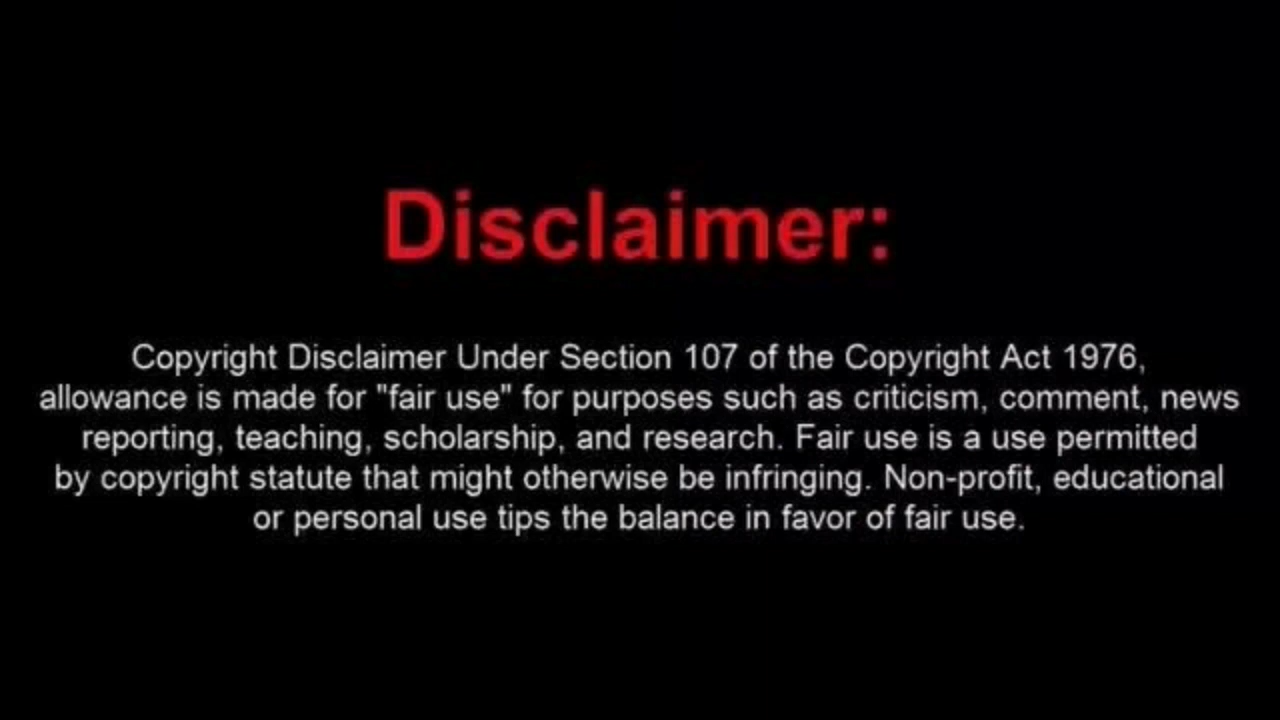 Disclaimer:
Copyright Disclaimer Under Section 107 of the Copyright Act 1976,
allowance is made for "fair use" for purposes such as criticism, comment, news
reporting, teaching, scholarship, and research. Fair use is a use permitted
by copyright statute that might otherwise be infringing. Non-profit, educational
or personal use tips the balance in favor of fair use.